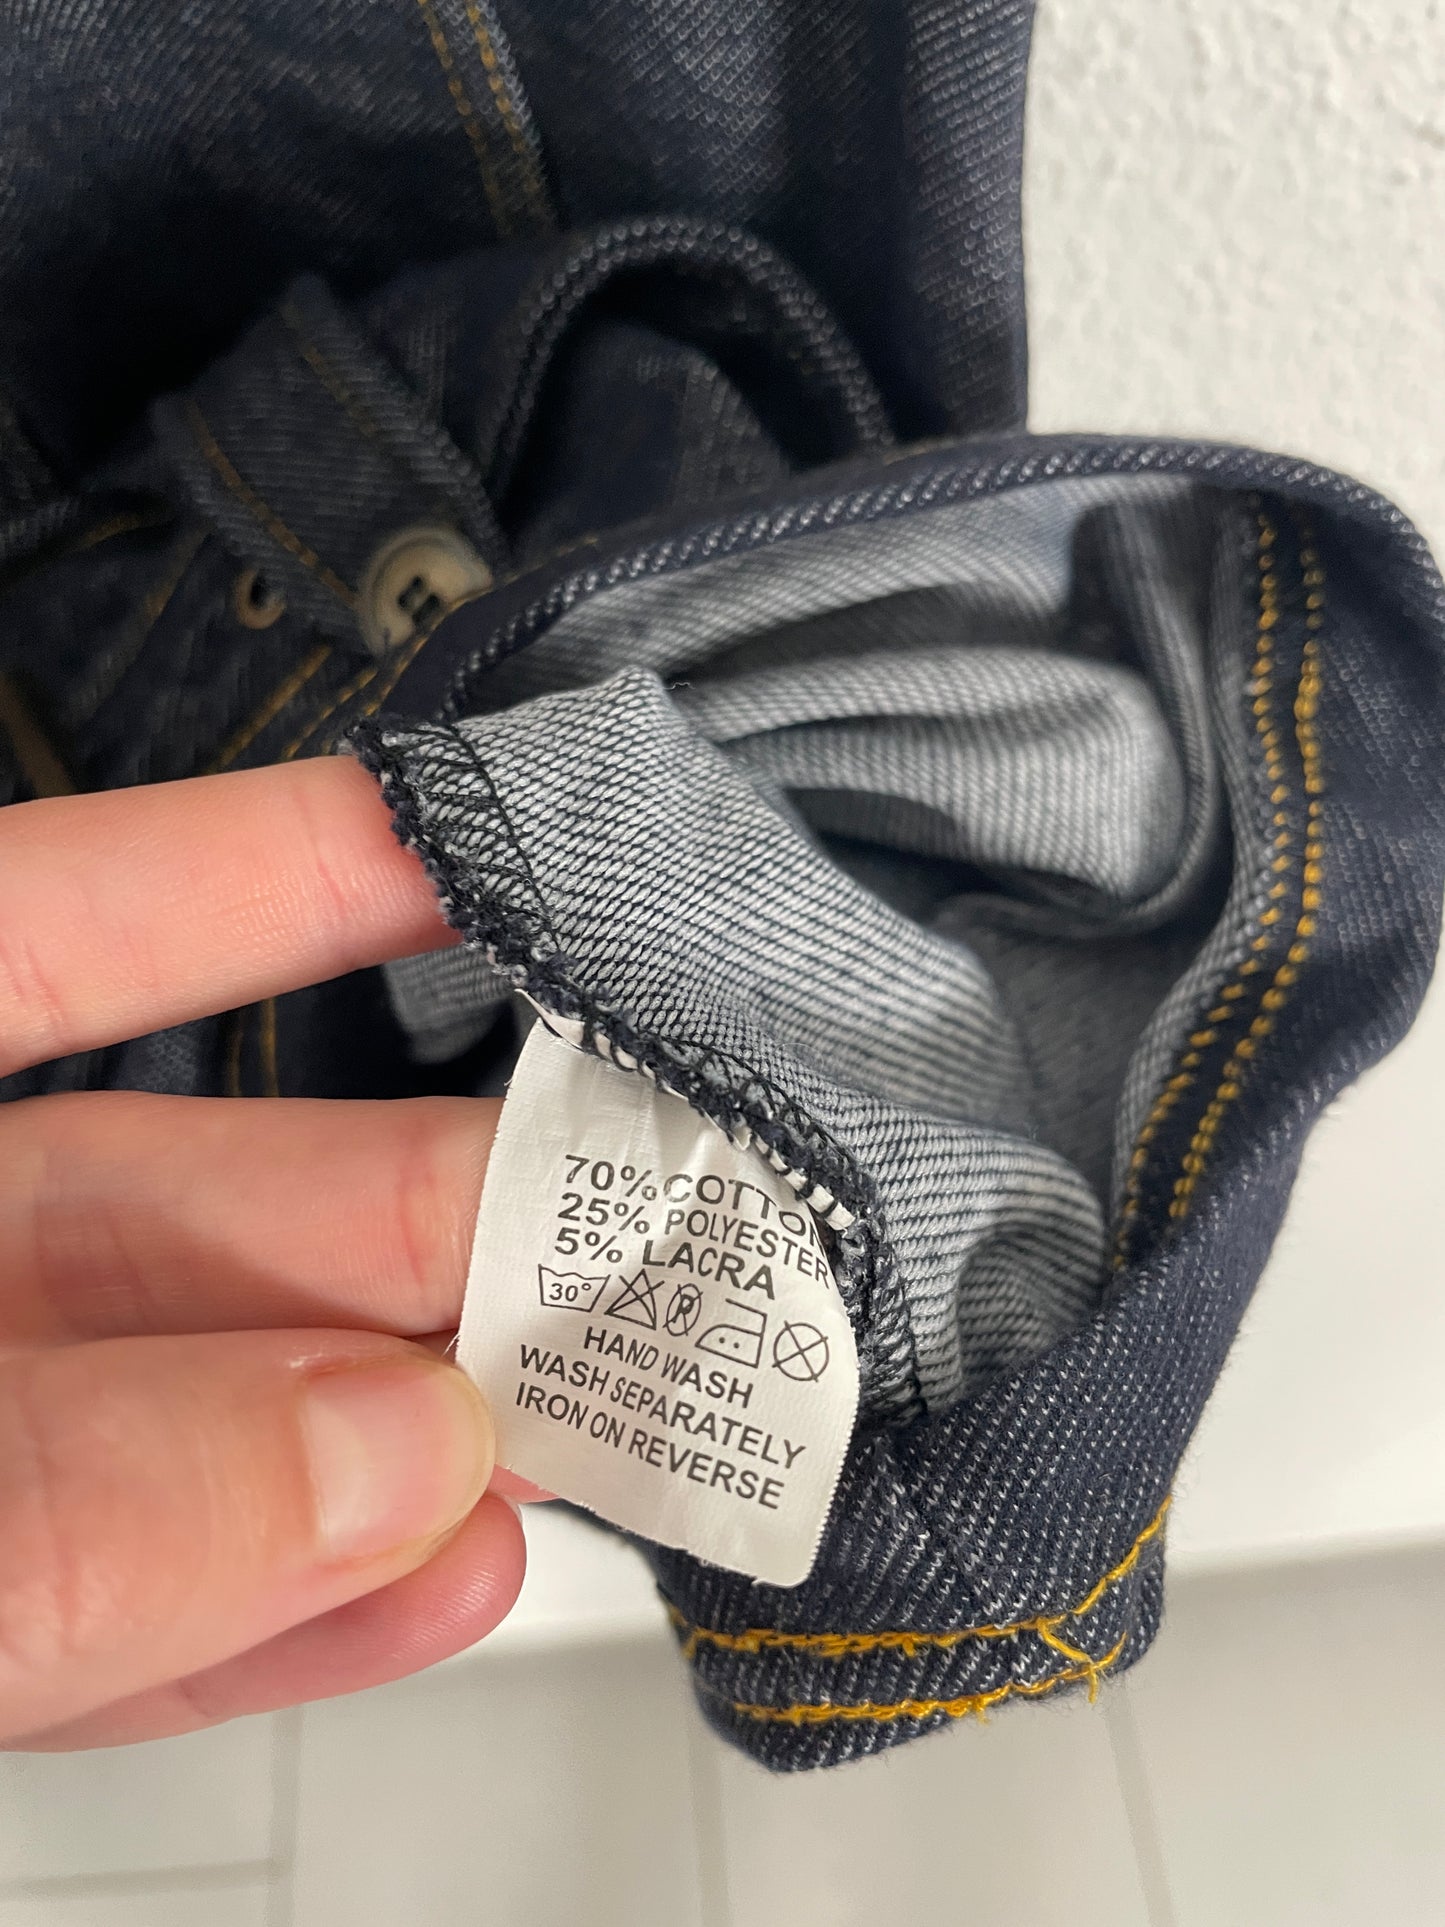 70% COTTON
25% POLYESTER
5% LACRA
30° P
HAND WASH
WASH SEPARATELY
IRON ON REVERSE